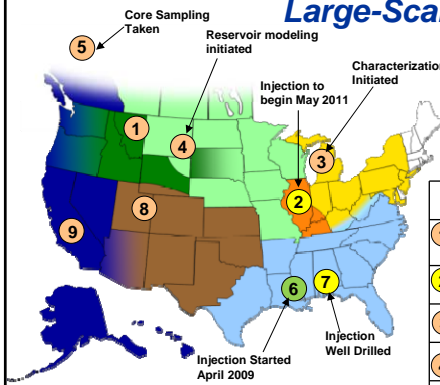 Large-Scal
Core Sampling
Taken
Reservoir modeling
initiated
Characterization
Initiated
Injection to
begin May 2011
5
1
4
3
2
8
9
6
7
Injection
Well Drilled
Injection Started
April 2009